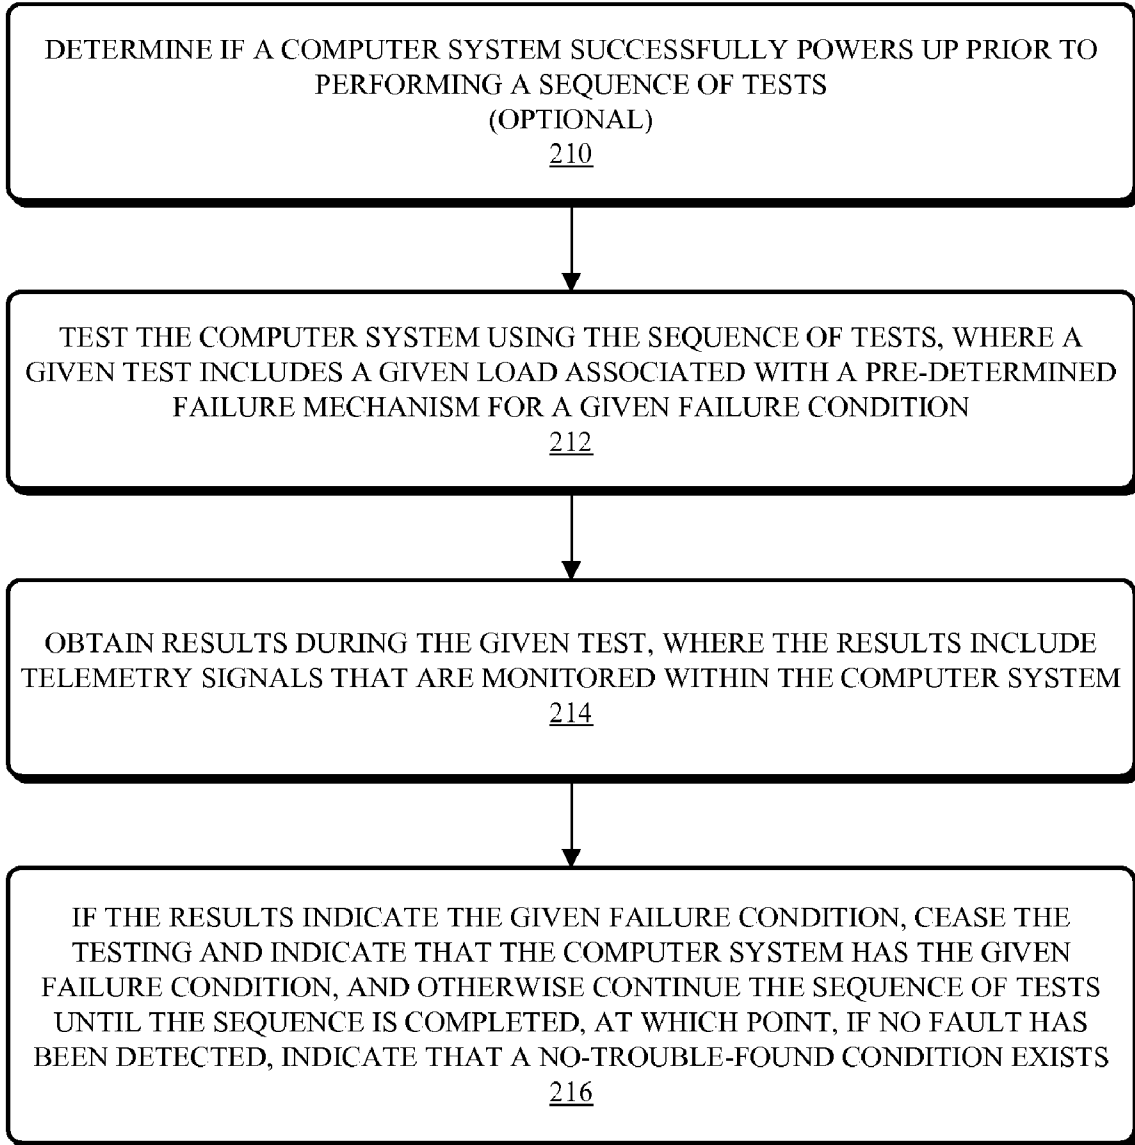 DETERMINE IF A COMPUTER SYSTEM SUCCESSFULLY POWERS UP PRIOR TO
PERFORMING A SEQUENCE OF TESTS
(OPTIONAL)
210
TEST THE COMPUTER SYSTEM USING THE SEQUENCE OF TESTS, WHERE A
GIVEN TEST INCLUDES A GIVEN LOAD ASSOCIATED WITH A PRE-DETERMINED
FAILURE MECHANISM FOR A GIVEN FAILURE CONDITION
212
OBTAIN RESULTS DURING THE GIVEN TEST, WHERE THE RESULTS INCLUDE
TELEMETRY SIGNALS THAT ARE MONITORED WITHIN THE COMPUTER SYSTEM
214
IF THE RESULTS INDICATE THE GIVEN FAILURE CONDITION, CEASE THE
TESTING AND INDICATE THAT THE COMPUTER SYSTEM HAS THE GIVEN
FAILURE CONDITION, AND OTHERWISE CONTINUE THE SEQUENCE OF TESTS
UNTIL THE SEQUENCE IS COMPLETED, AT WHICH POINT, IF NO FAULT HAS
BEEN DETECTED, INDICATE THAT A NO-TROUBLE-FOUND CONDITION EXISTS
216